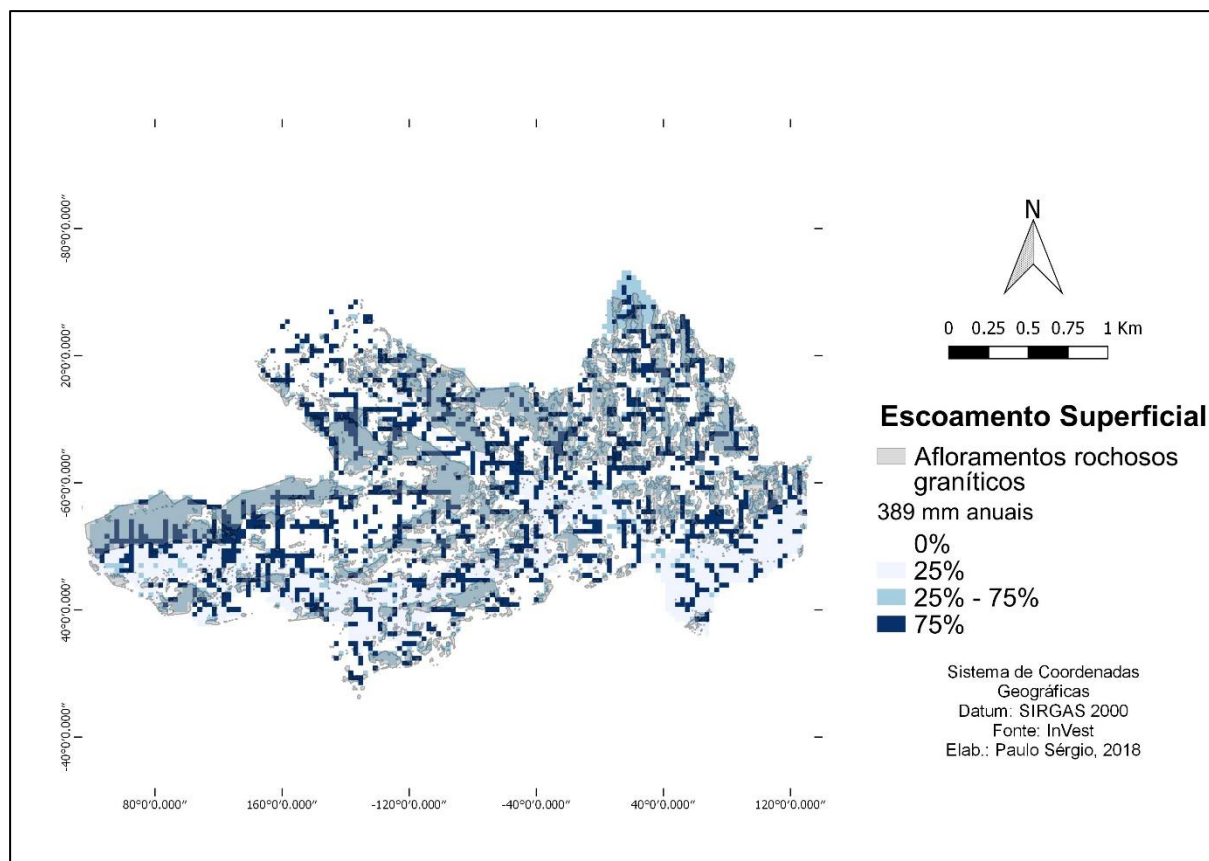 -80°0'0.000"
20°0'0.000"
-60°0'0.000"
40°0'0.000"
-40°0'0.000"
80°0'0.000"
160°0'0.000"
-120°0'0.000"
-40°0'0.000"
40°0'0.000"
120°0'0.000"
N
0 0.25 0.5 0.75 1 Km
Escoamento Superficial
Afloramentos rochosos
graníticos
389 mm anuais
0%
25%
25% - 75%
75%
Sistema de Coordenadas
Geográficas
Datum: SIRGAS 2000
Fonte: InVest
Elab.: Paulo Sérgio, 2018